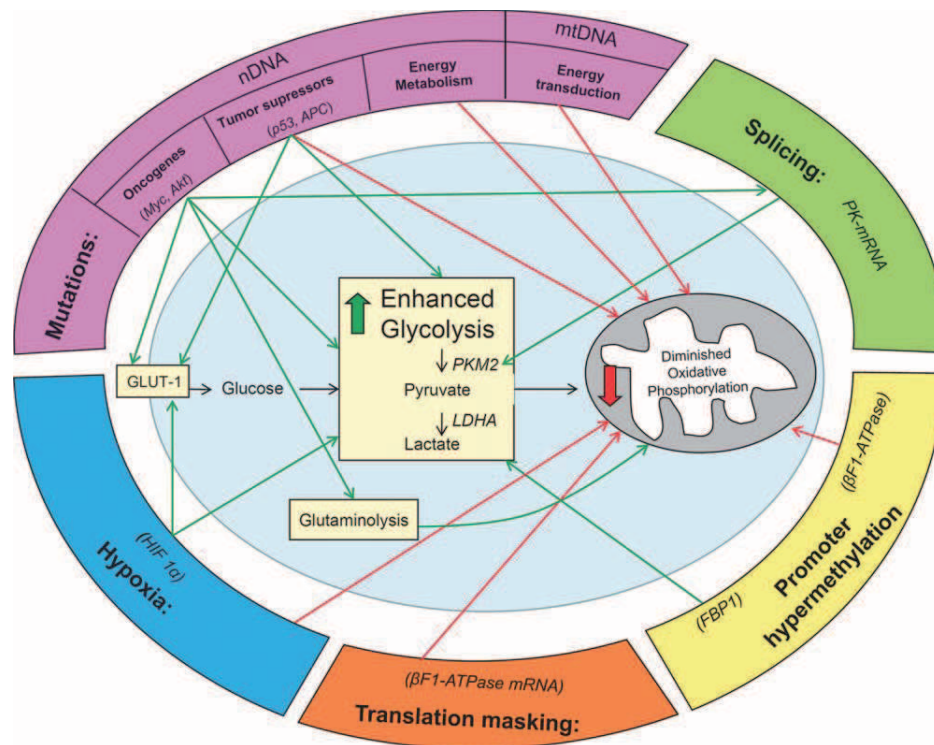 mtDNA
nDNA
Energy
transduction
Energy
Metabolism
Tumor supressors
(p53, APC)
Oncogenes
(Myc, Akt)
Mutations:
Splicing:
PK-mRNA
Enhanced
Glycolysis
PKM2
Pyruvate
LDHA
Lactate
GLUT-1
Glucose
Diminished
Oxidative
Phosphorylation
Glutaminolysis
(HIF 1α)
Hypoxia:
(βF1-ATPase)
Promoter
hypermethylation
(FBP1)
(βF1-ATPase mRNA)
Translation masking: